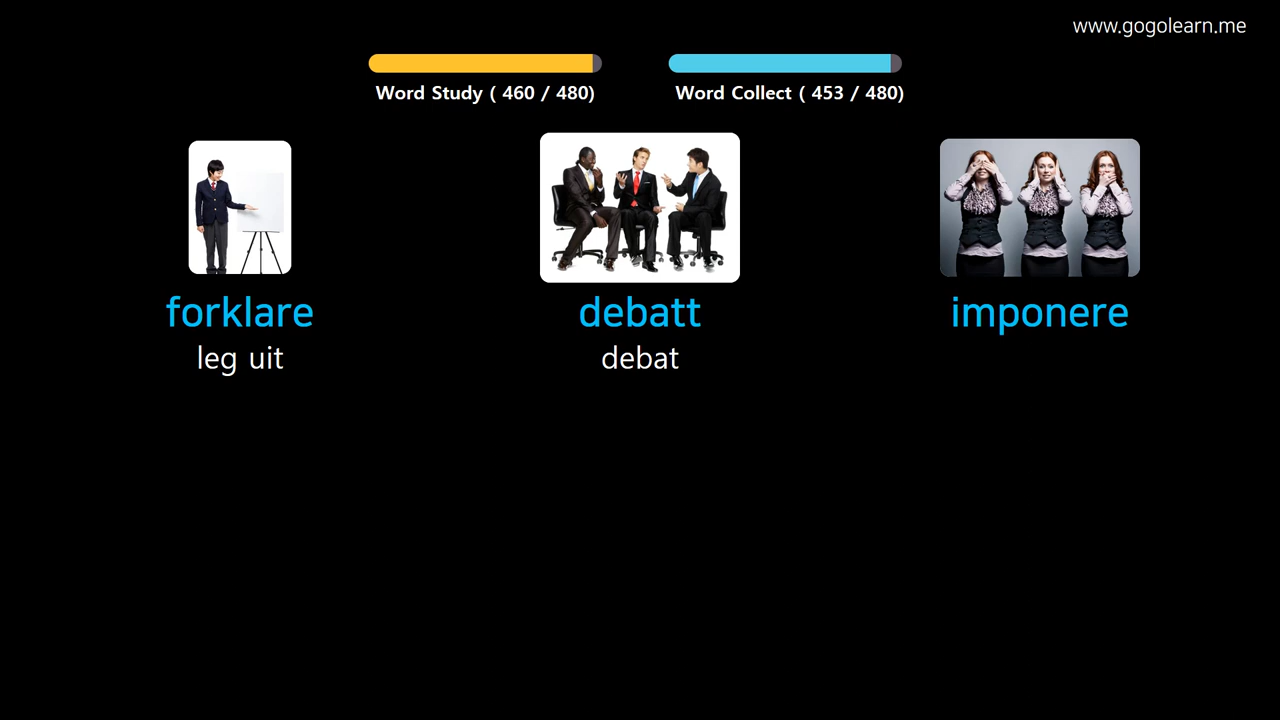 www.gogolearn.me
Word Study ( 460 / 480)
Word Collect ( 453 / 480)
forklare
debatt
imponere
leg uit
debat